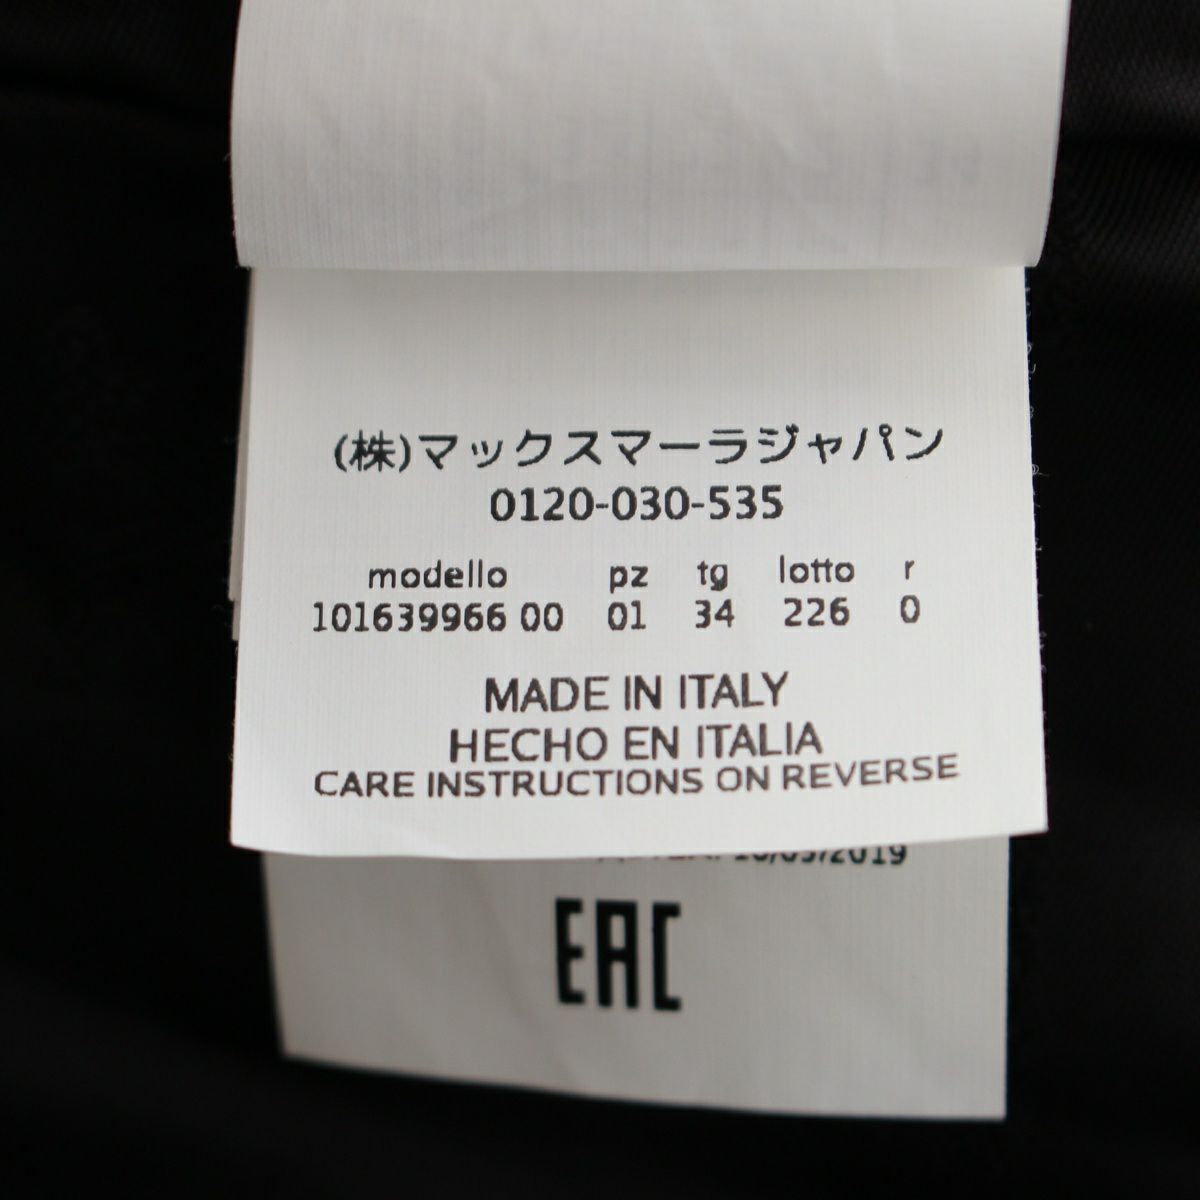 (株)マックスマーラジャパン
0120-030-535
modello pz tg lotto r
101639966 00 01 34 226 0
MADE IN ITALY
HECHO EN ITALIA
CARE INSTRUCTIONS ON REVERSE
EAC